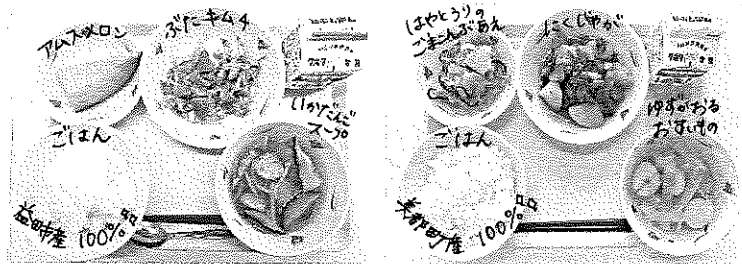 アムスメロン
ぶたキムチ
いかだんご
スープ
ごはん
益田市産 100%
はやとうりの
ごまこんぶあえ
にくじゃが
ゆずがおる
おすいもの
ごはん
美都町産 100%